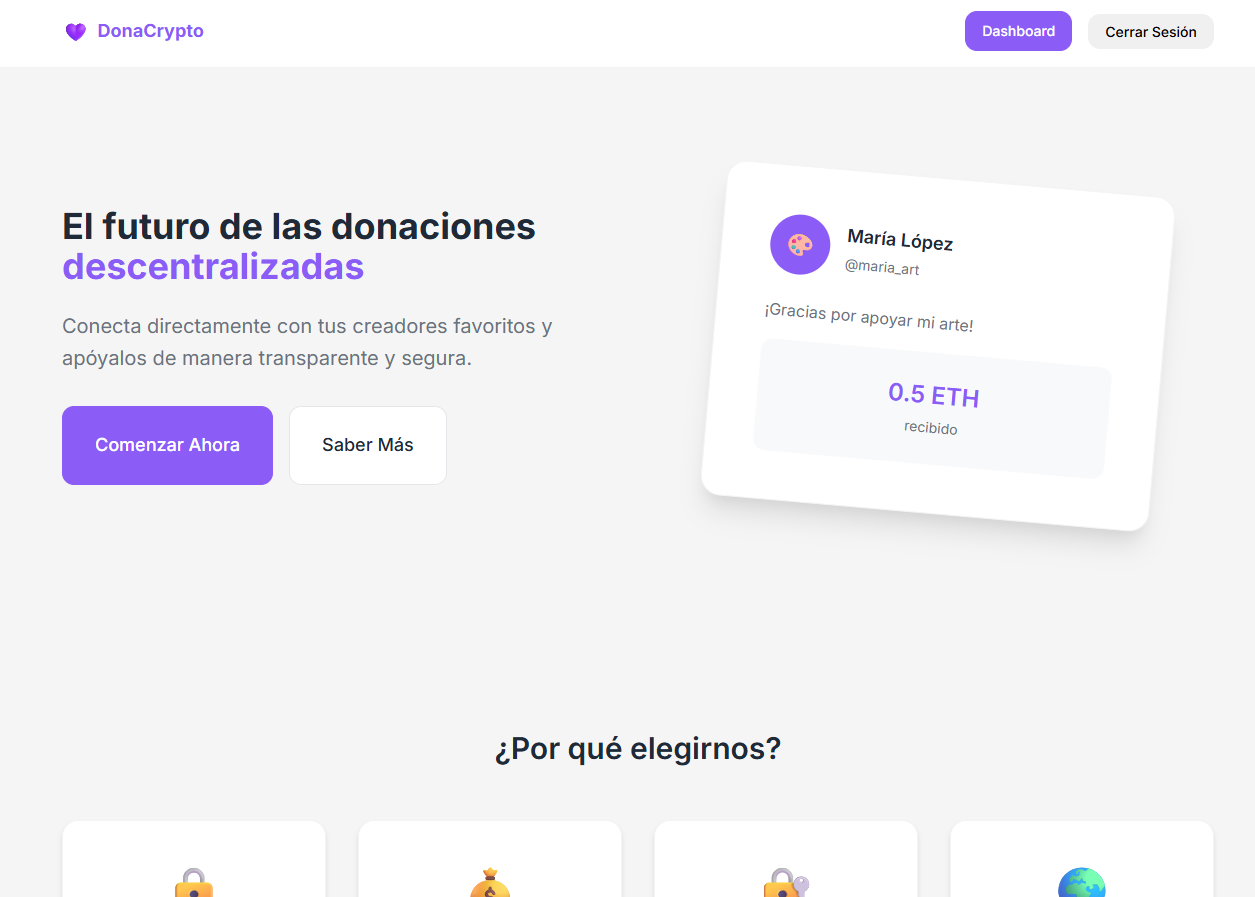 DonaCrypto
Dashboard
Cerrar Sesión
El futuro de las donaciones
descentralizadas
Conecta directamente con tus creadores favoritos y
apóyalos de manera transparente y segura.
Comenzar Ahora
Saber Más
María López
@maria_art
¡Gracias por apoyar mi arte!
0.5 ETH
recibido
¿Por qué elegirnos?